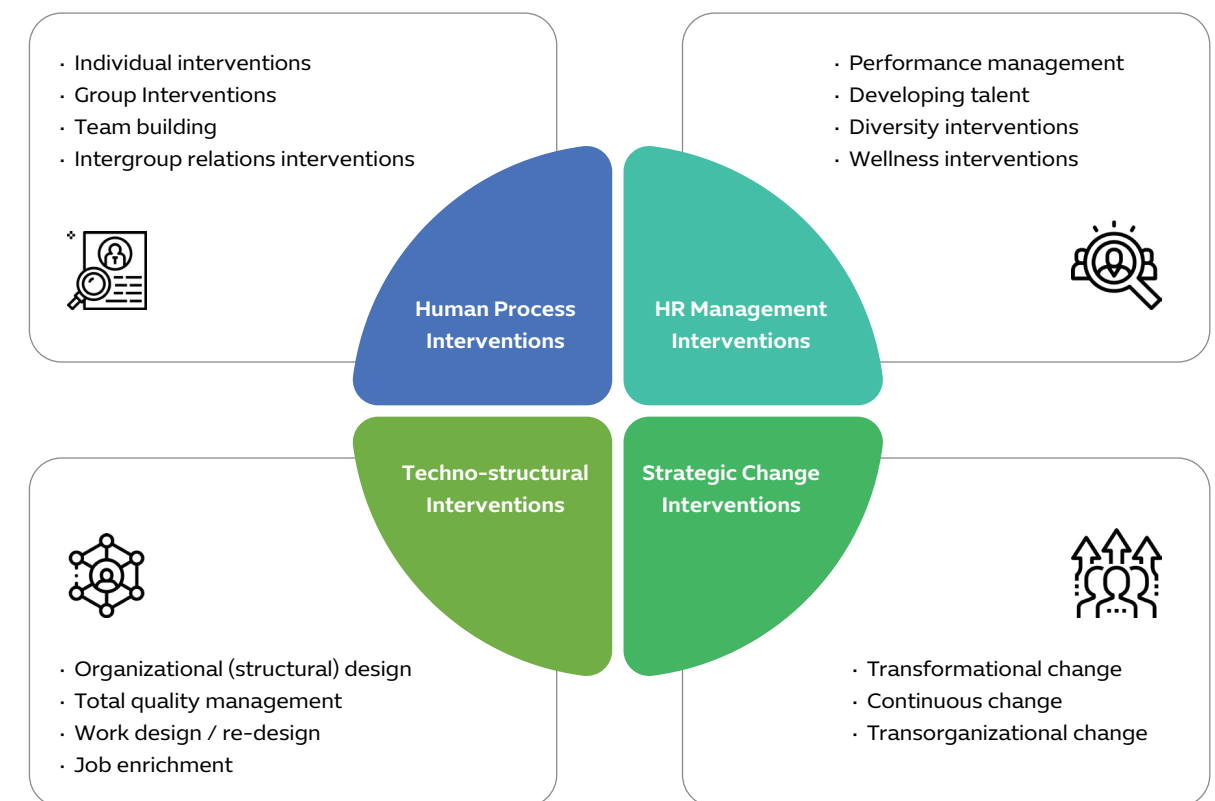 · Individual interventions
· Group Interventions
· Team building
· Intergroup relations interventions
· Performance management
· Developing talent
· Diversity interventions
· Wellness interventions
Human Process
Interventions
HR Management
Interventions
Techno-structural
Interventions
Strategic Change
Interventions
· Organizational (structural) design
· Total quality management
· Work design / re-design
· Job enrichment
· Transformational change
· Continuous change
· Transorganizational change